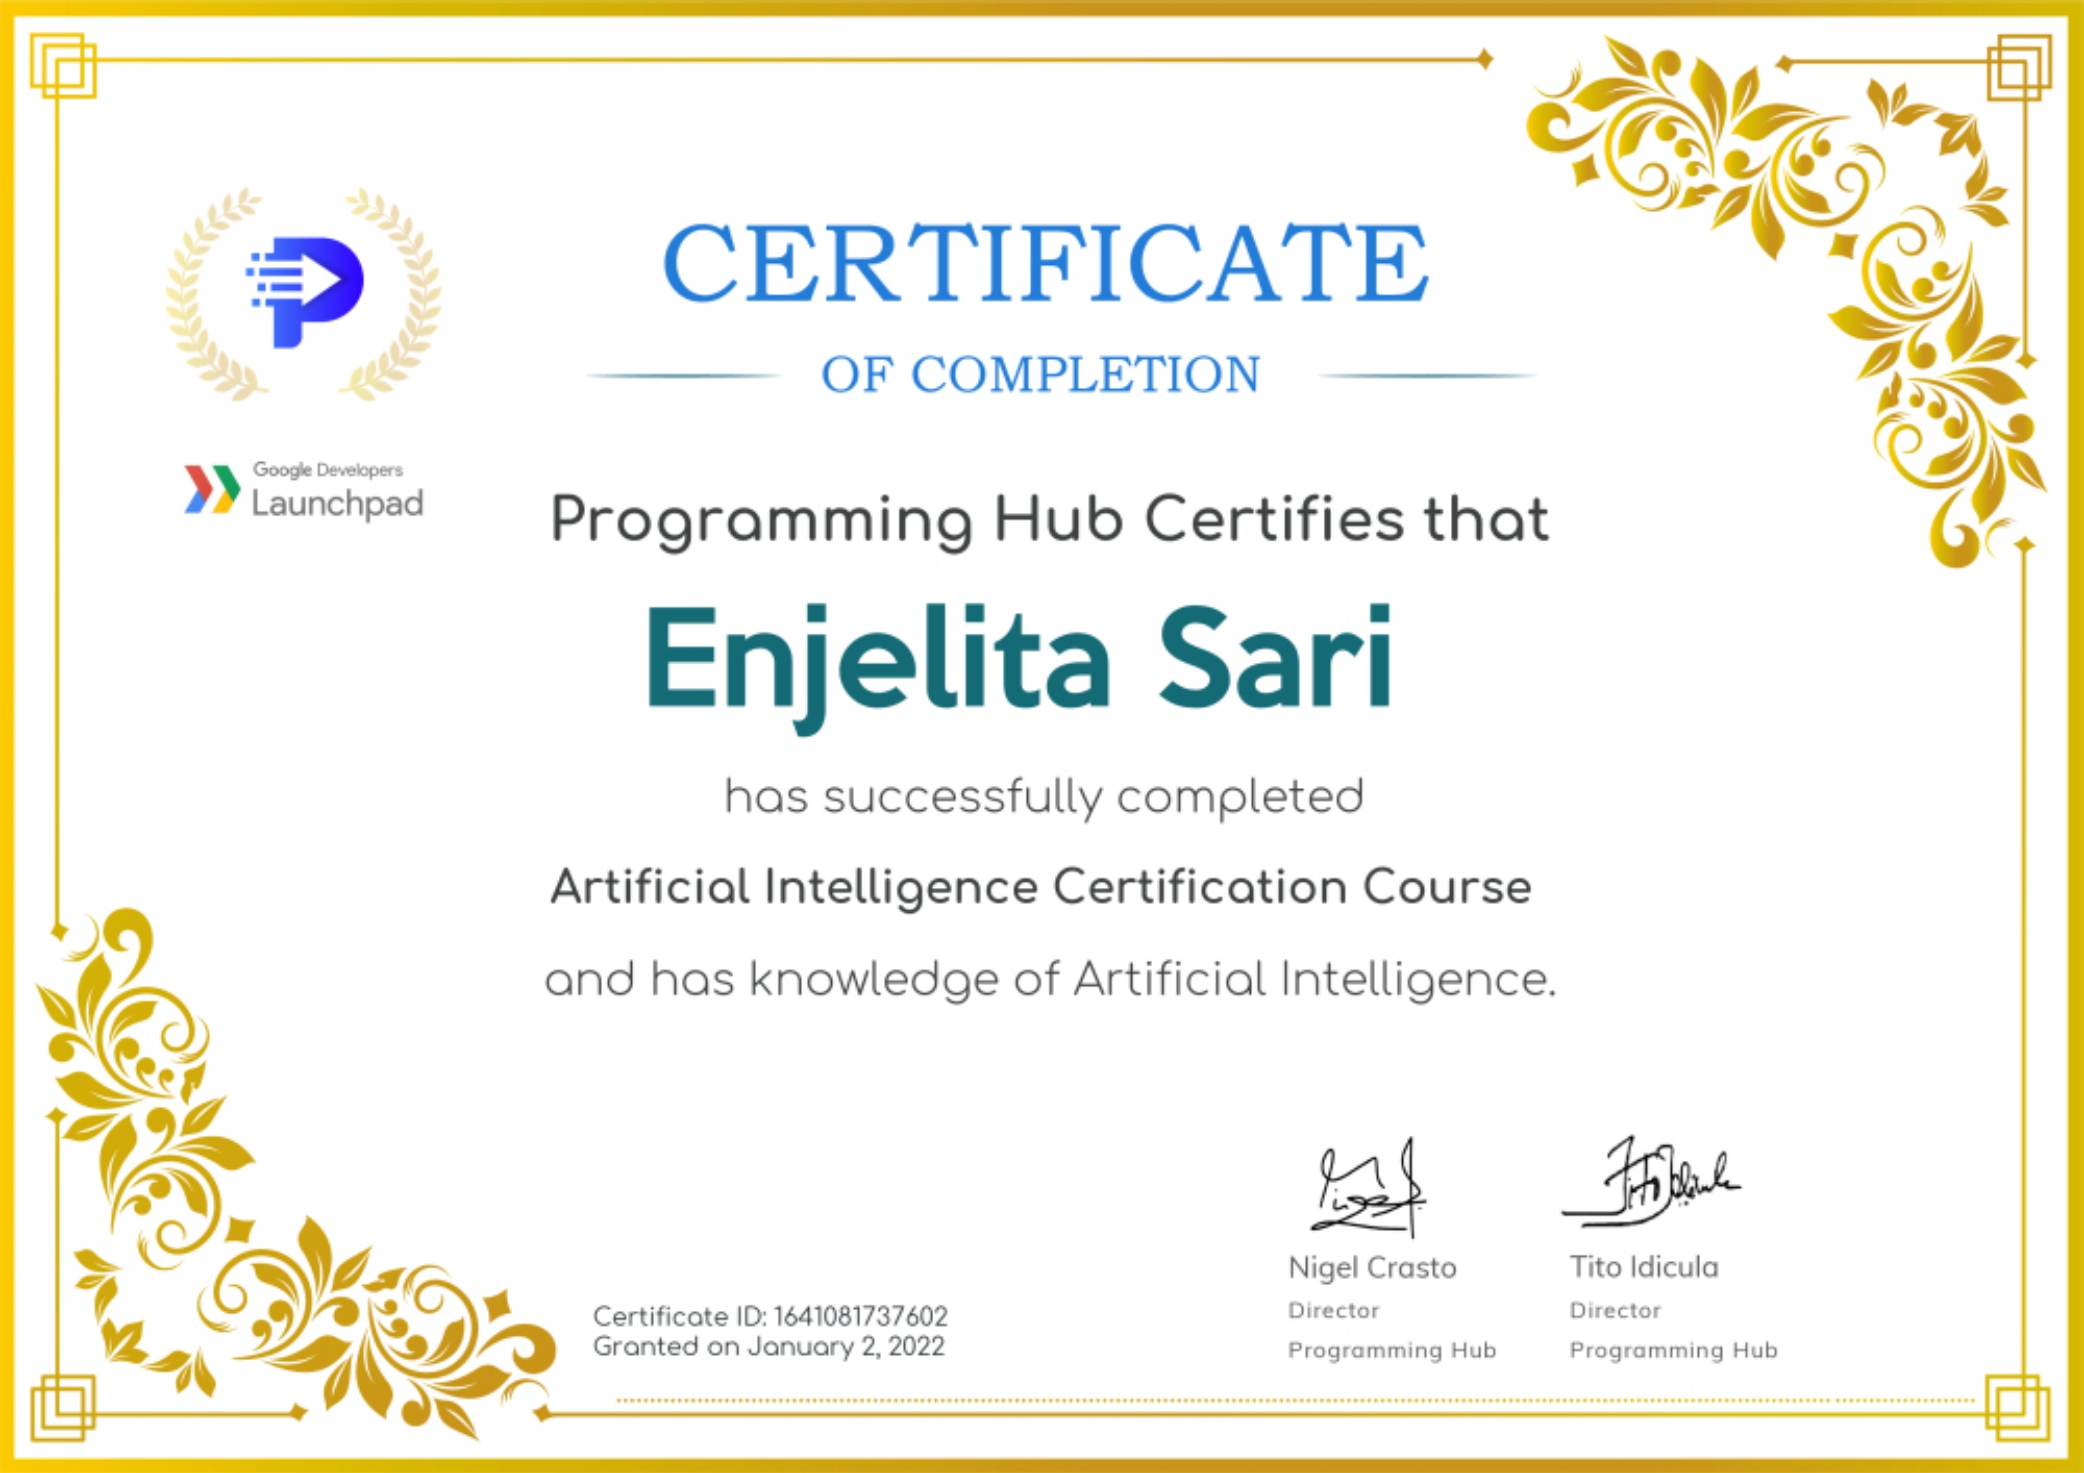 CERTIFICATE
OF COMPLETION
Google Developers
Launchpad
Programming Hub Certifies that
Enjelita Sari
has successfully completed
Artificial Intelligence Certification Course
and has knowledge of Artificial Intelligence.
Nigel Crasto
Director
Programming Hub
Tito Idicula
Director
Programming Hub
Certificate ID: 1641081737602
Granted on January 2, 2022